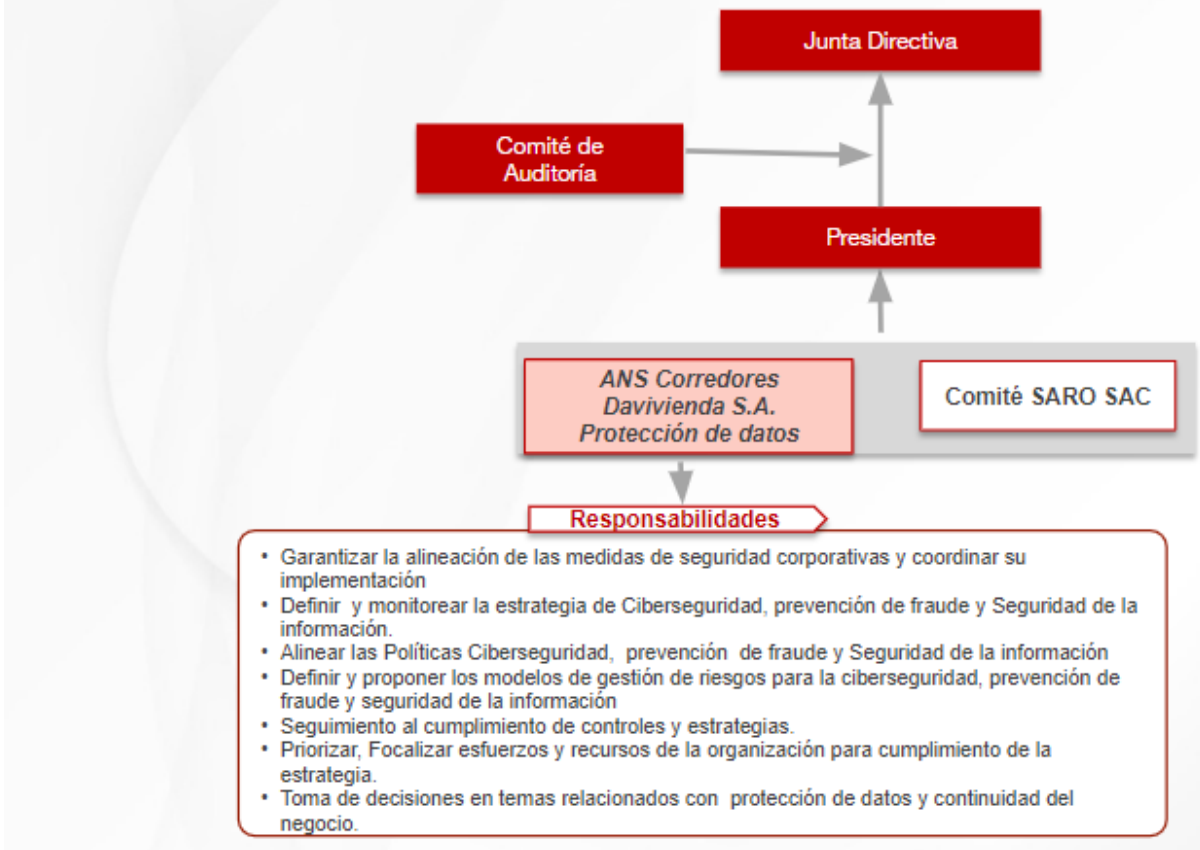 Junta Directiva
Comité de
Auditoría
Presidente
ANS Corredores
Davivienda S.A.
Protección de datos
Comité SARO SAC
Responsabilidades
• Garantizar la alineación de las medidas de seguridad corporativas y coordinar su
implementación
• Definir y monitorear la estrategia de Ciberseguridad, prevención de fraude y Seguridad de la
información.
• Alinear las Políticas Ciberseguridad, prevención de fraude y Seguridad de la información
• Definir y proponer los modelos de gestión de riesgos para la ciberseguridad, prevención de
fraude y seguridad de la información
• Seguimiento al cumplimiento de controles y estrategias.
• Priorizar, Focalizar esfuerzos y recursos de la organización para cumplimiento de la
estrategia.
• Toma de decisiones en temas relacionados con protección de datos y continuidad del
negocio.